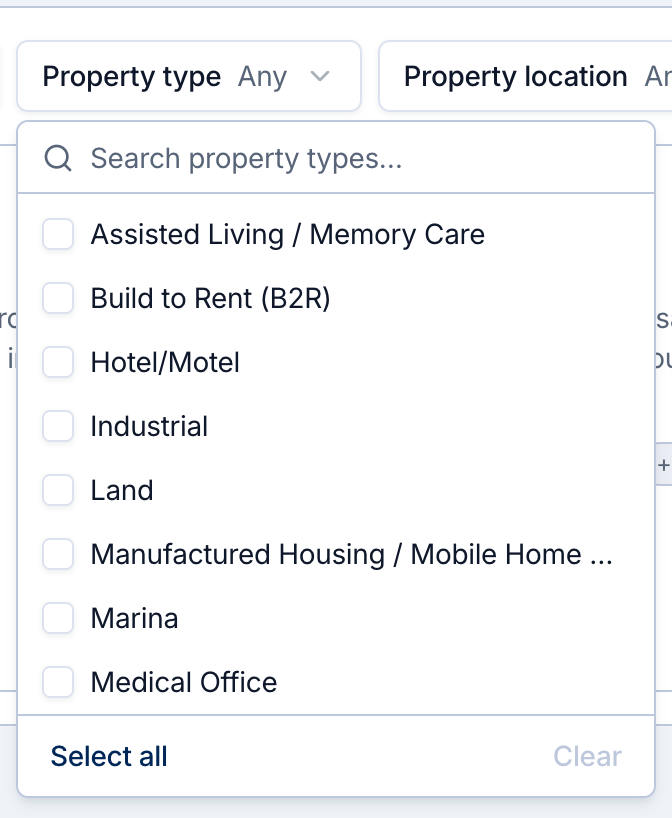 Property type Any Property location
Search property types...
Assisted Living / Memory Care
Build to Rent (B2R)
Hotel/Motel
Industrial
Land
Manufactured Housing / Mobile Home ...
Marina
Medical Office
+
Select all Clear